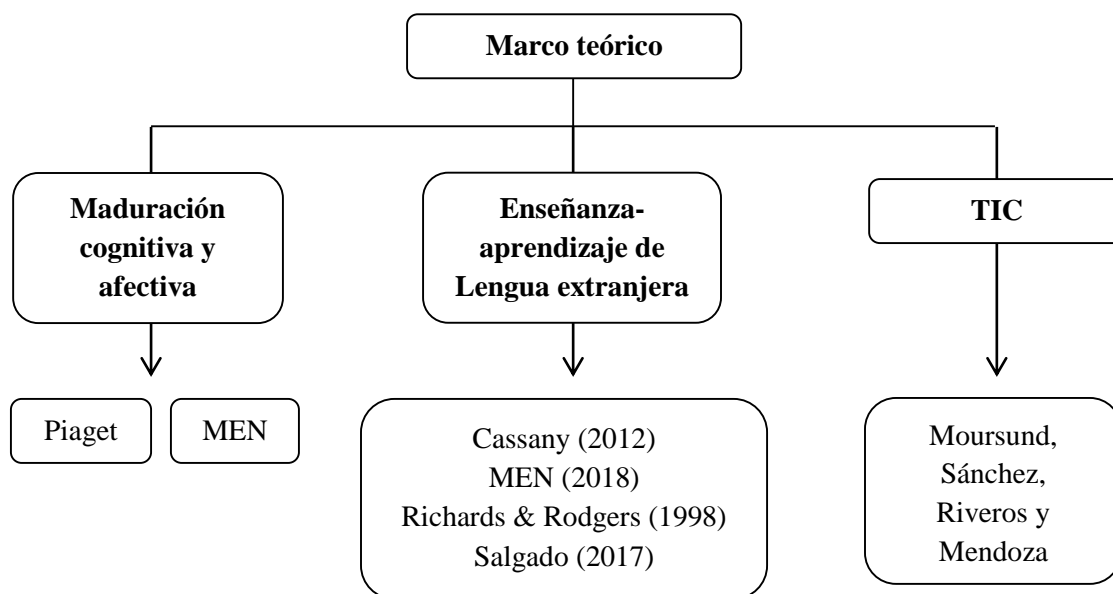 Marco teórico
Maduración
cognitiva y
afectiva
Enseñanza-
aprendizaje de
Lengua extranjera
TIC
Piaget
MEN
Cassany (2012)
MEN (2018)
Richards & Rodgers (1998)
Salgado (2017)
Moursund,
Sánchez,
Riveros y
Mendoza